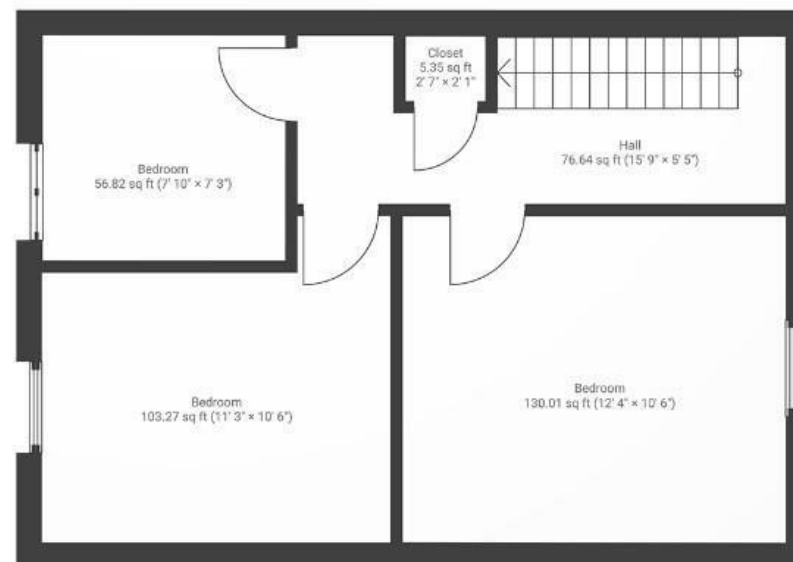 Closet
5.35 sq ft
2' 7" × 2' 1"
Hall
76.64 sq ft (15' 9" × 5' 5")
Bedroom
56.82 sq ft (7' 10" × 7' 3")
Bedroom
130.01 sq ft (12' 4" × 10' 6")
Bedroom
103.27 sq ft (11' 3" × 10' 6")